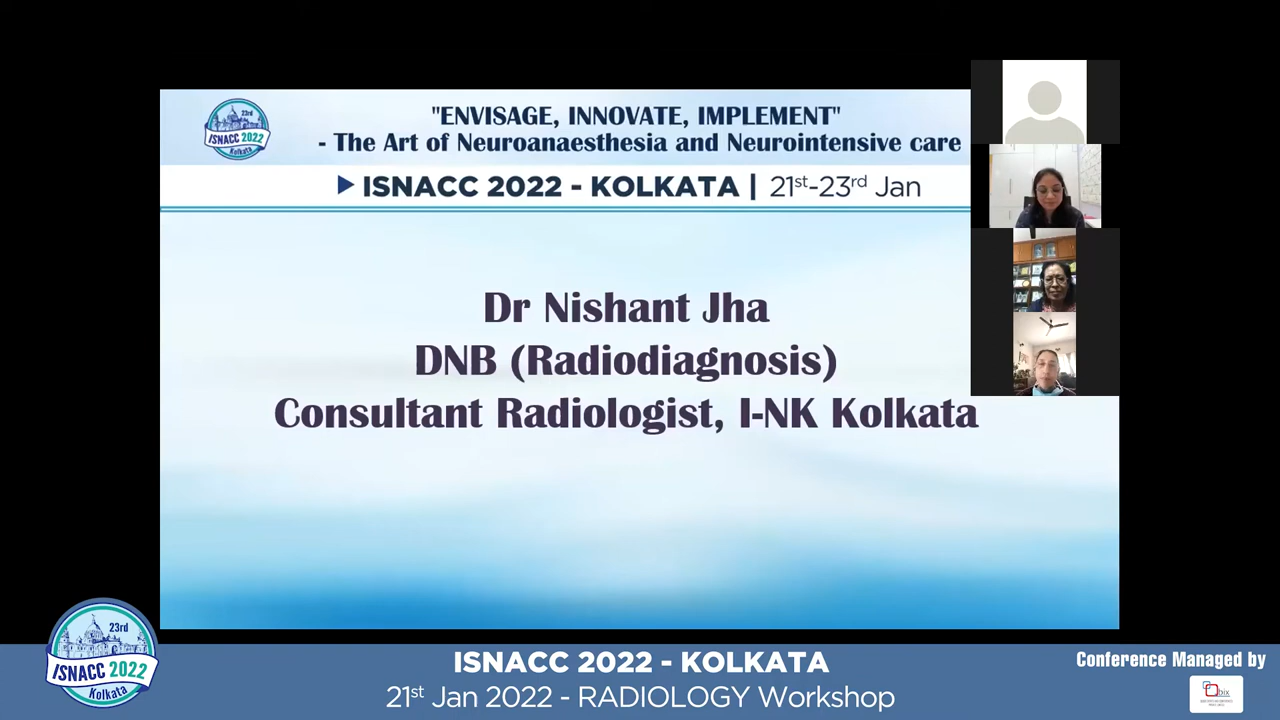 "ENVISAGE, INNOVATE, IMPLEMENT"
- The Art of Neuroanaesthesia and Neurointensive care
23rd
ISNACC 2022
Kolkata
ISNACC 2022 - KOLKATA | 21st-23rd Jan
Dr Nishant Jha
DNB (Radiodiagnosis)
Consultant Radiologist, I-NK Kolkata
23rd
ISNACC 2022
Kolkata
ISNACC 2022 - KOLKATA
21st Jan 2022 - RADIOLOGY Workshop
Conference Managed by